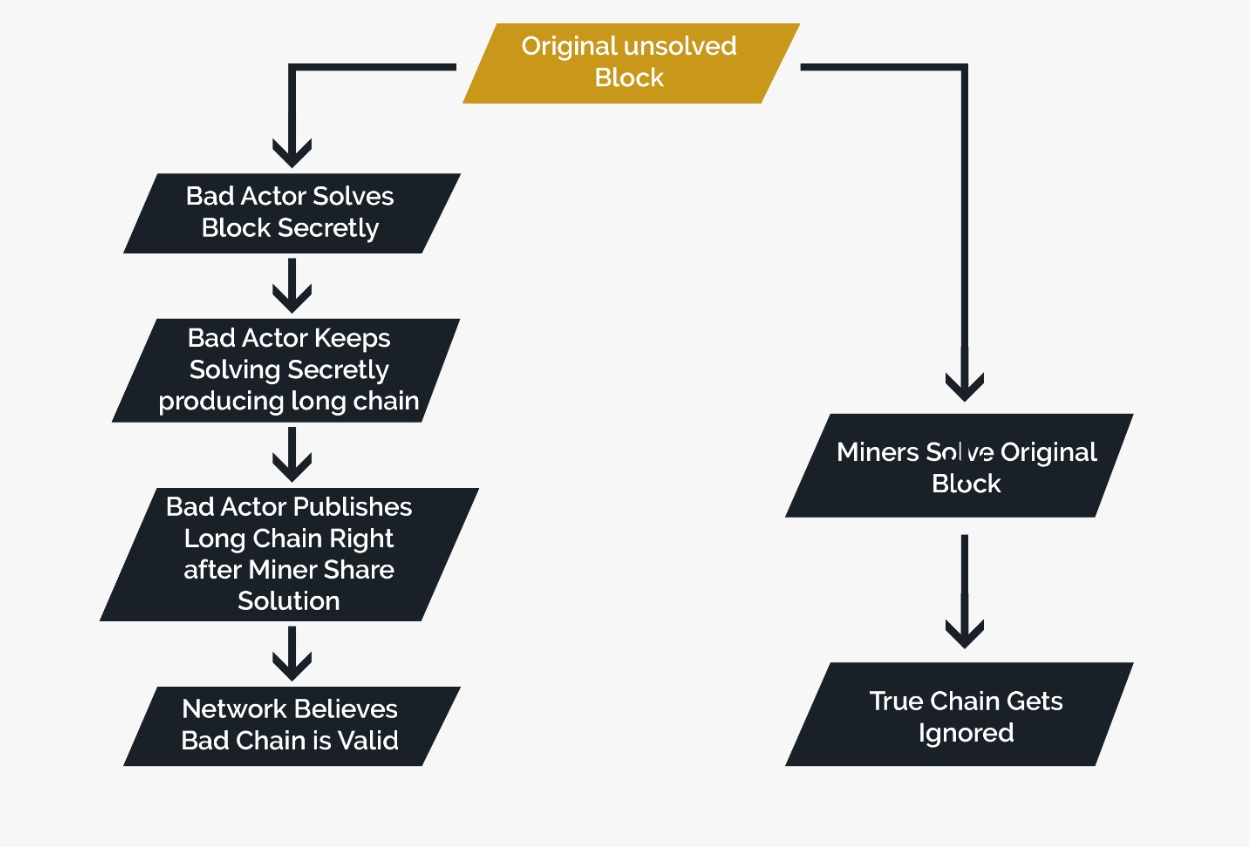 Original unsolved
Block
Bad Actor Solves
Block Secretly
Bad Actor Keeps
Solving Secretly
producing long chain
Bad Actor Publishes
Long Chain Right
after Miner Share
Solution
Network Believes
Bad Chain is Valid
Miners Solve Original
Block
True Chain Gets
Ignored